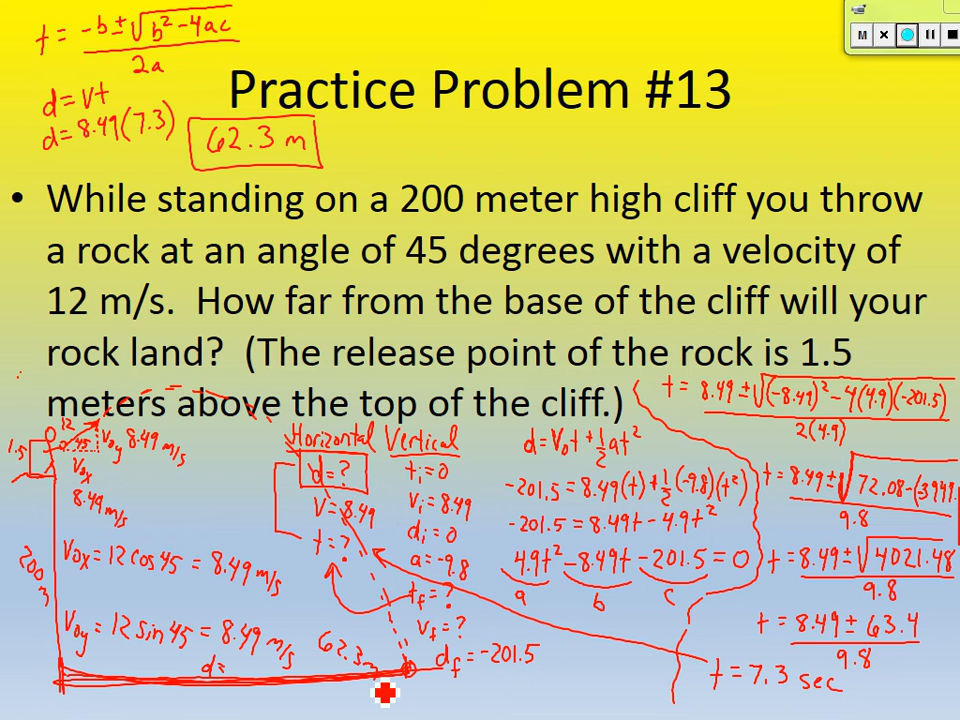 t = -b ± √b² - 4ac / 2a
d = vt
d = 8.49(7.3)
62.3 m
M
Practice Problem #13
• While standing on a 200 meter high cliff you throw
a rock at an angle of 45 degrees with a velocity of
12 m/s. How far from the base of the cliff will your
rock land? (The release point of the rock is 1.5
meters above the top of the cliff.)
1.5
12
45
Voy 8.49 m/s
Vox
8.49 m/s
200
Vox = 12 cos 45 = 8.49 m/s
Voy = 12 sin 45 = 8.49 m/s
d=
62.3m
Horizontal
d = ?
V = 8.49
t = ?
Vertical
ti = 0
vi = 8.49
di = 0
a = -9.8
tf = ?
vf = ?
df = -201.5
d = Vot + ½at²
-201.5 = 8.49(t) + ½(-9.8)(t²)
-201.5 = 8.49t - 4.9t²
4.9t² - 8.49t - 201.5 = 0
a b c
t = 8.49 ± √(-8.49)² - 4(4.9)(-201.5) / 2(4.9)
t = 8.49 ± √72.08 - (-3949. / 9.8
t = 8.49 ± √4021.48 / 9.8
t = 8.49 ± 63.4 / 9.8
t = 7.3 sec